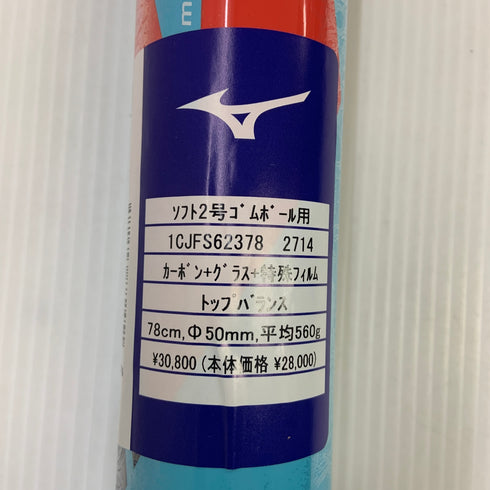 m
ソフト2号ゴムボール用
1CJFS62378 2714
カーボン+グラス+特殊フィルム
トップバランス
78cm,Φ50mm,平均560g
¥30,800(本体価格 ¥28,000)